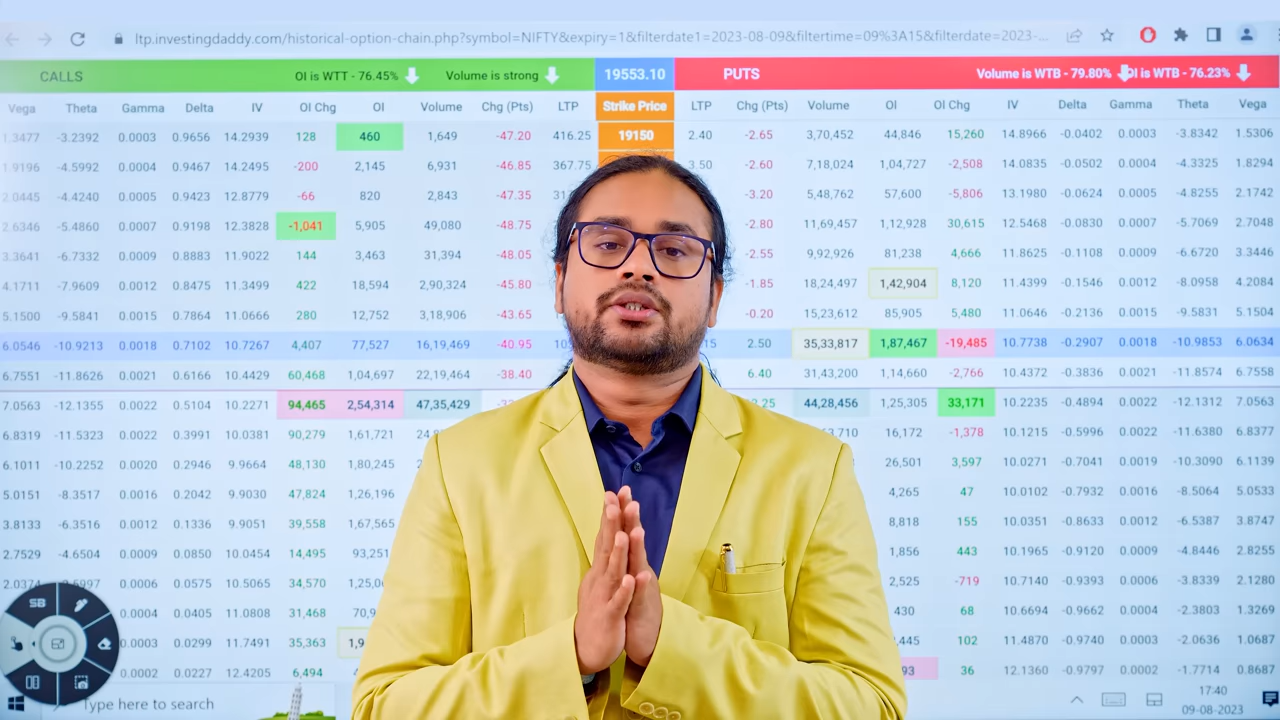 ltp.investingdaddy.com/historical-option-chain.php?symbol=NIFTY&expiry=1&filterdate1=2023-08-09&filtertime=09%3A15&filterdate=2023-...
CALLS OI is WTT - 76.45% Volume is strong 19553.10 PUTS Volume is WTB - 79.80% OI is WTB - 76.23%
Vega Theta Gamma Delta IV OI Chg OI Volume Chg (Pts) LTP Strike Price LTP Chg (Pts) Volume OI OI Chg IV Delta Gamma Theta Vega
1.3477 -3.2392 0.0003 0.9656 14.2939 128 460 1,649 -47.20 416.25 19150 2.40 -2.65 3,70,452 44,846 15,260 14.8966 -0.0402 0.0003 -3.8342 1.5306
1.9196 -4.5992 0.0004 0.9467 14.2495 -200 2,145 6,931 -46.85 367.75 3.50 -2.60 7,18,024 1,04,727 -2,508 14.0835 -0.0502 0.0004 -4.3325 1.8294
2.0445 -4.4240 0.0005 0.9423 12.8779 -66 820 2,843 -47.35 -3.20 5,48,762 57,600 -5,806 13.1980 -0.0624 0.0005 -4.8255 2.1742
2.6346 -5.4860 0.0007 0.9198 12.3828 -1,041 5,905 49,080 -48.75 -2.80 11,69,457 1,12,928 30,615 12.5468 -0.0830 0.0007 -5.7069 2.7048
3.3641 -6.7332 0.0009 0.8883 11.9022 144 3,463 31,394 -48.05 -2.55 9,92,926 81,238 4,666 11.8625 -0.1108 0.0009 -6.6720 3.3446
4.1711 -7.9609 0.0012 0.8475 11.3499 422 18,594 2,90,324 -45.80 -1.85 18,24,497 1,42,904 8,120 11.4399 -0.1546 0.0012 -8.0958 4.2084
5.1500 -9.5841 0.0015 0.7864 11.0666 280 12,752 3,18,906 -43.65 -0.20 15,23,612 85,905 5,480 11.0646 -0.2136 0.0015 -9.5831 5.1504
6.0546 -10.9213 0.0018 0.7102 10.7267 4,407 77,527 16,19,469 -40.95 2.50 35,33,817 1,87,467 -19,485 10.7738 -0.2907 0.0018 -10.9853 6.0634
6.7551 -11.8626 0.0021 0.6166 10.4429 60,468 1,04,697 22,19,464 -38.40 6.40 31,43,200 1,14,660 -2,766 10.4372 -0.3836 0.0021 -11.8574 6.7558
7.0563 -12.1355 0.0022 0.5104 10.2271 94,465 2,54,314 47,35,429 44,28,456 1,25,305 33,171 10.2235 -0.4894 0.0022 -12.1312 7.0563
6.8319 -11.5323 0.0022 0.3991 10.0381 90,279 1,61,721 16,172 -1,378 10.1215 -0.5996 0.0022 -11.6380 6.8377
6.1011 -10.2252 0.0020 0.2946 9.9664 48,130 1,80,245 26,501 3,597 10.0271 -0.7041 0.0019 -10.3090 6.1139
5.0151 -8.3517 0.0016 0.2042 9.9030 47,824 1,26,196 4,265 47 10.0102 -0.7932 0.0016 -8.5064 5.0533
3.8133 -6.3516 0.0012 0.1336 9.9051 39,558 1,67,565 8,818 155 10.0351 -0.8633 0.0012 -6.5387 3.8747
2.7529 -4.6504 0.0009 0.0850 10.0454 14,495 93,251 1,856 443 10.1965 -0.9120 0.0009 -4.8446 2.8255
0.0006 0.0575 10.5065 34,570 2,525 -719 10.7140 -0.9393 0.0006 -3.8339 2.1280
SB 0.0004 0.0405 11.0808 31,468 430 68 10.6694 -0.9662 0.0004 -2.3803 1.3269
0.0003 0.0299 11.7491 35,363 102 11.4870 -0.9740 0.0003 -2.0636 1.0687
0.0002 0.0227 12.4205 6,494 36 12.1360 -0.9797 0.0002 -1.7714 0.8687
Type here to search
17:40
09-08-2023